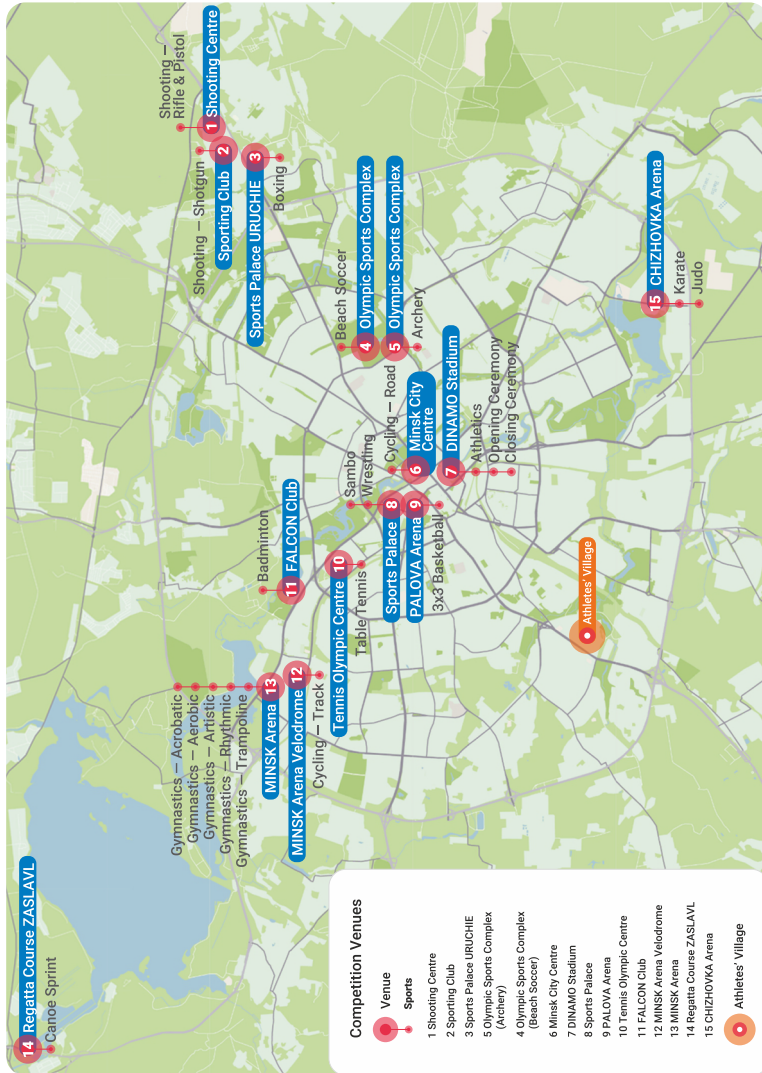 14 Regatta Course ZASLAVL
Canoe Sprint
Gymnastics — Acrobatic
Gymnastics — Aerobic
Gymnastics — Artistic
Gymnastics — Rhythmic
Gymnastics — Trampoline
MINSK Arena 13
MINSK Arena Velodrome 12
Cycling — Track
Badminton
11 FALCON Club
Tennis Olympic Centre 10
Table Tennis
Sambo
Wrestling
Sports Palace 8
PALOVA Arena 9
3x3 Basketball
Cycling — Road
6 Minsk City
Centre
7 DINAMO Stadium
Athletics
Opening Ceremony
Closing Ceremony
Beach Soccer
4 Olympic Sports Complex
5 Olympic Sports Complex
Archery
Shooting —
Rifle & Pistol
1 Shooting Centre
Shooting — Shotgun
Sporting Club 2
Sports Palace URUCHIE 3
Boxing
15 CHIZHOVKA Arena
Karate
Judo
Athletes' Village
Competition Venues
Venue
Sports
1 Shooting Centre
2 Sporting Club
3 Sports Palace URUCHIE
5 Olympic Sports Complex
(Archery)
4 Olympic Sports Complex
(Beach Soccer)
6 Minsk City Centre
7 DINAMO Stadium
8 Sports Palace
9 PALOVA Arena
10 Tennis Olympic Centre
11 FALCON Club
12 MINSK Arena Velodrome
13 MINSK Arena
14 Regatta Course ZASLAVL
15 CHIZHOVKA Arena
Athletes' Village